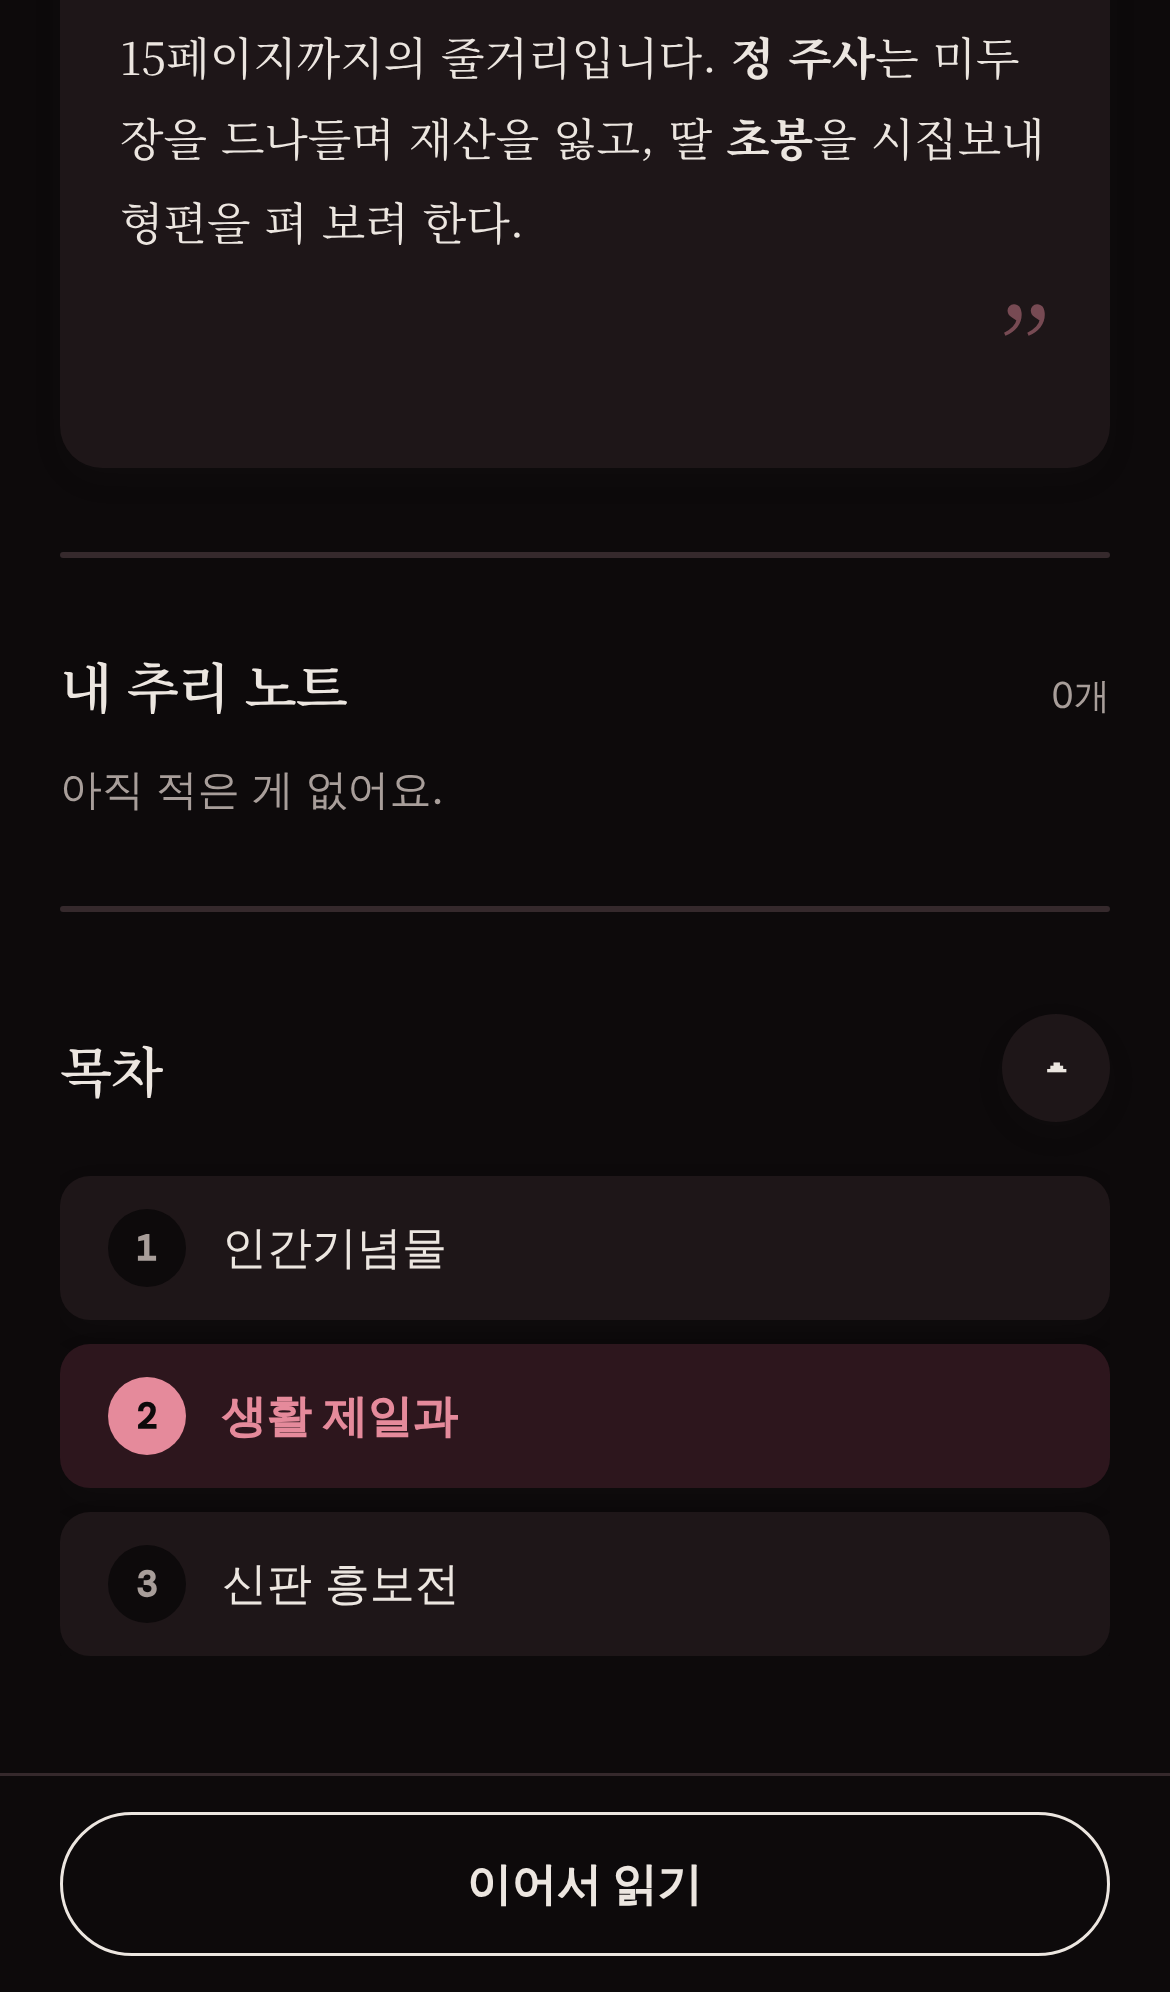 15페이지까지의 줄거리입니다. 정 주사는 미두
장을 드나들며 재산을 잃고, 딸 초봉을 시집보내
형편을 펴 보려 한다.
”
내 추리 노트
0개
아직 적은 게 없어요.
목차
1 인간기념물
2 생활 제일과
3 신판 흥보전
이어서 읽기